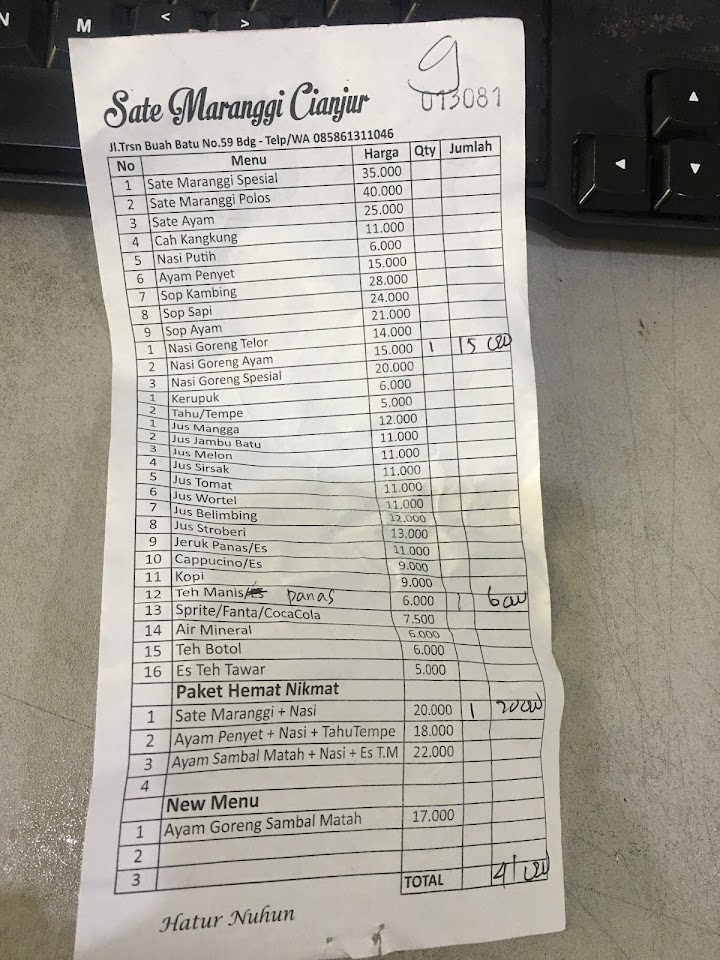 9
013081
Sate Maranggi Cianjur
Jl.Trsn Buah Batu No.59 Bdg - Telp/WA 085861311046
No Menu Harga Qty Jumlah
1 Sate Maranggi Spesial 35.000
2 Sate Maranggi Polos 40.000
3 Sate Ayam 25.000
4 Cah Kangkung 11.000
5 Nasi Putih 6.000
6 Ayam Penyet 15.000
7 Sop Kambing 28.000
8 Sop Sapi 24.000
9 Sop Ayam 21.000
1 Nasi Goreng Telor 14.000
2 Nasi Goreng Ayam 15.000 1 15
3 Nasi Goreng Spesial 20.000
1 Kerupuk 6.000
2 Tahu/Tempe 5.000
1 Jus Mangga 12.000
2 Jus Jambu Batu 11.000
3 Jus Melon 11.000
4 Jus Sirsak 11.000
5 Jus Tomat 11.000
6 Jus Wortel 11.000
7 Jus Belimbing 12.000
8 Jus Stroberi 13.000
9 Jeruk Panas/Es 11.000
10 Cappucino/Es 9.000
11 Kopi 9.000
12 Teh Manis/Es panas 6.000 1 6
13 Sprite/Fanta/CocaCola 7.500
14 Air Mineral 6.000
15 Teh Botol 6.000
16 Es Teh Tawar 5.000
Paket Hemat Nikmat
1 Sate Maranggi + Nasi 20.000 1 20
2 Ayam Penyet + Nasi + TahuTempe 18.000
3 Ayam Sambal Matah + Nasi + Es T.M 22.000
4
New Menu
1 Ayam Goreng Sambal Matah 17.000
2
3 TOTAL 41
Hatur Nuhun